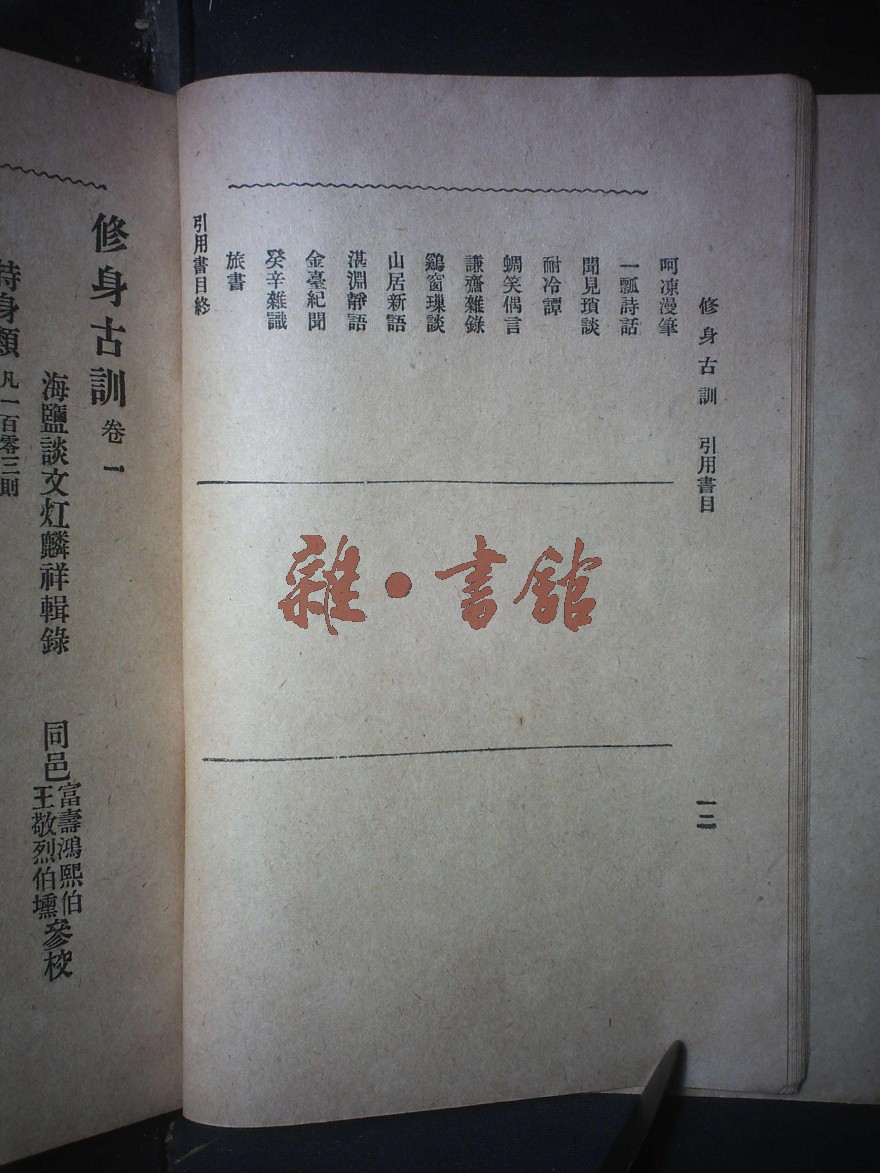 修身古訓　引用書目
一二
呵凍漫筆
一瓢詩話
聞見瑣談
耐冷譚
蜩笑偶言
謙齋雜錄
鷄窗璅談
山居新語
湛淵靜語
金臺紀聞
癸辛雜識
旅書
引用書目終
雜·書館
修身古訓卷一
海鹽談文灴麟祥輯錄
同邑富壽鴻熙伯王敬烈伯壎參校
持身類凡一百零三則